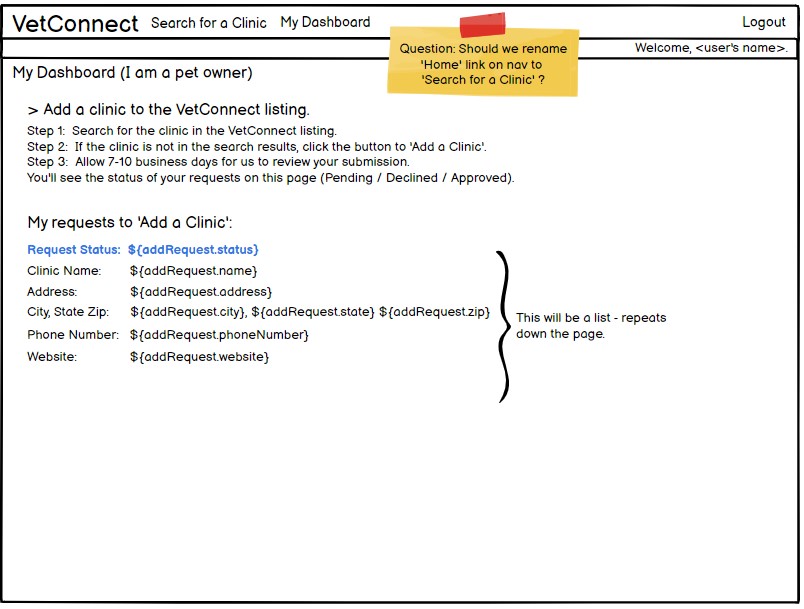 VetConnect Search for a Clinic My Dashboard Logout
Question: Should we rename
'Home' link on nav to
'Search for a Clinic' ?
Welcome, <user's name>.
My Dashboard (I am a pet owner)
> Add a clinic to the VetConnect listing.
Step 1: Search for the clinic in the VetConnect listing.
Step 2: If the clinic is not in the search results, click the button to 'Add a Clinic'.
Step 3: Allow 7-10 business days for us to review your submission.
You'll see the status of your requests on this page (Pending / Declined / Approved).
My requests to 'Add a Clinic':
Request Status: ${addRequest.status}
Clinic Name: ${addRequest.name}
Address: ${addRequest.address}
City, State Zip: ${addRequest.city}, ${addRequest.state} ${addRequest.zip}
Phone Number: ${addRequest.phoneNumber}
Website: ${addRequest.website}
This will be a list - repeats
down the page.